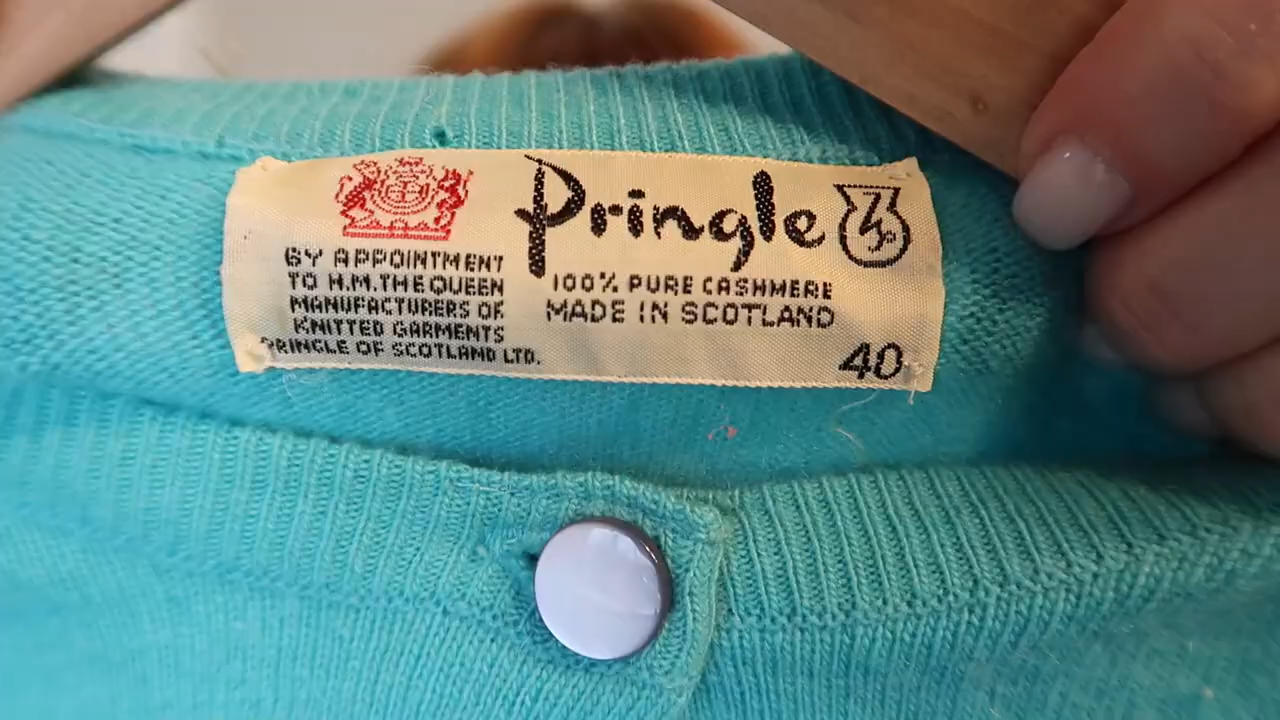 BY APPOINTMENT
TO H.M. THE QUEEN
MANUFACTURERS OF
KNITTED GARMENTS
PRINGLE OF SCOTLAND LTD.
Pringle
100% PURE CASHMERE
MADE IN SCOTLAND
40